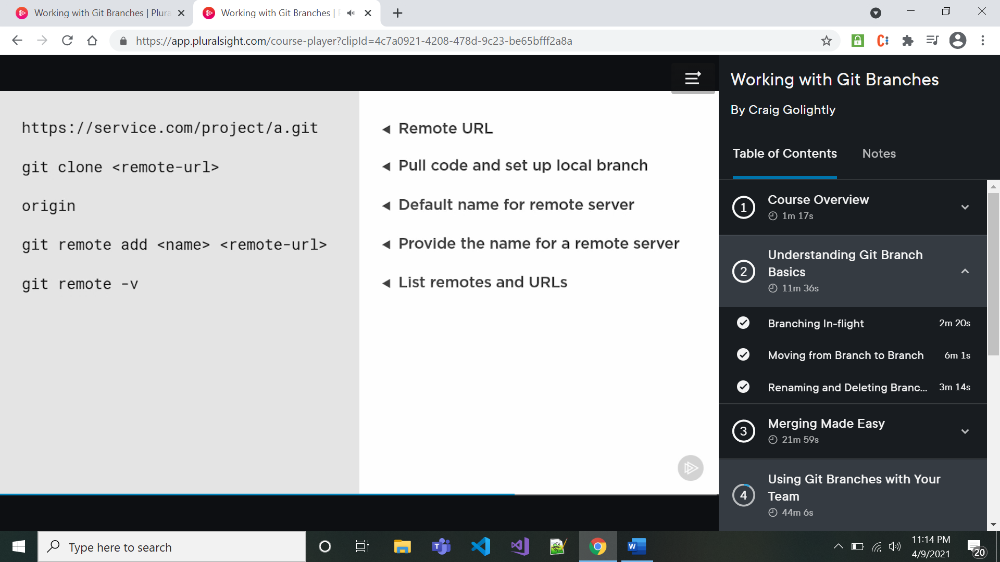 Working with Git Branches | Plura
Working with Git Branches |
https://app.pluralsight.com/course-player?clipId=4c7a0921-4208-478d-9c23-be65bfff2a8a
https://service.com/project/a.git
Remote URL
git clone <remote-url>
Pull code and set up local branch
origin
Default name for remote server
git remote add <name> <remote-url>
Provide the name for a remote server
git remote -v
List remotes and URLs
Working with Git Branches
By Craig Golightly
Table of Contents
Notes
1
Course Overview
1m 17s
2
Understanding Git Branch
Basics
11m 36s
Branching In-flight
2m 20s
Moving from Branch to Branch
6m 1s
Renaming and Deleting Branc...
3m 14s
3
Merging Made Easy
21m 59s
4
Using Git Branches with Your
Team
44m 6s
Type here to search
11:14 PM
4/9/2021
20